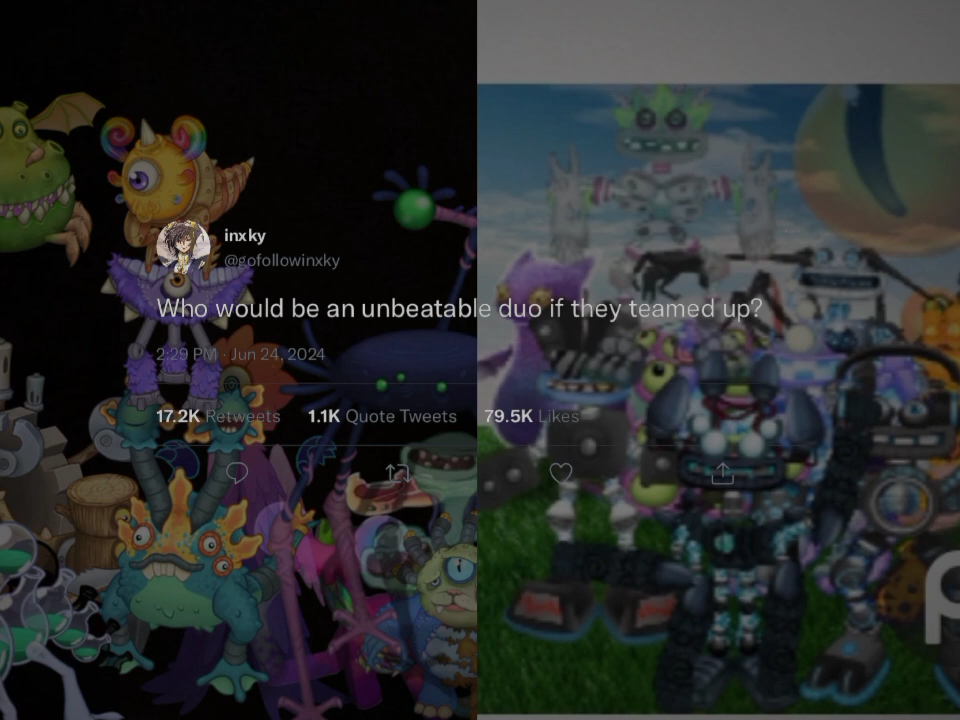 inxky
@gofollowinxky
Who would be an unbeatable duo if they teamed up?
2:29 PM · Jun 24, 2024
17.2K Retweets 1.1K Quote Tweets 79.5K Likes